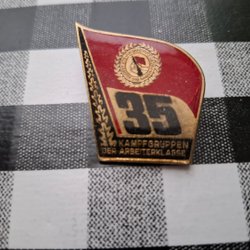 35
KAMPFGRUPPEN
DER ARBEITERKLASSE